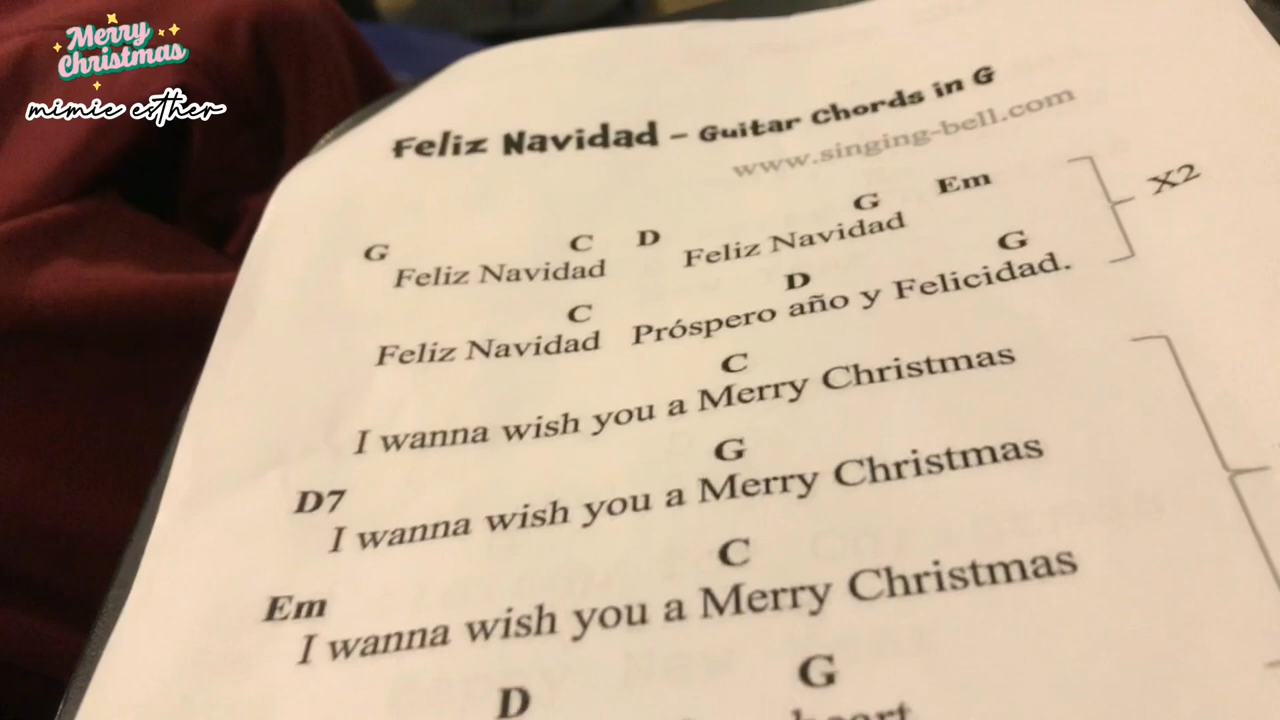 Merry
Christmas
mimie esther
Feliz Navidad - Guitar Chords in G
www.singing-bell.com
G C D G Em
Feliz Navidad Feliz Navidad
X2
C D G
Feliz Navidad Próspero año y Felicidad.
C
I wanna wish you a Merry Christmas
D7 G
I wanna wish you a Merry Christmas
Em C
I wanna wish you a Merry Christmas
D G
heart